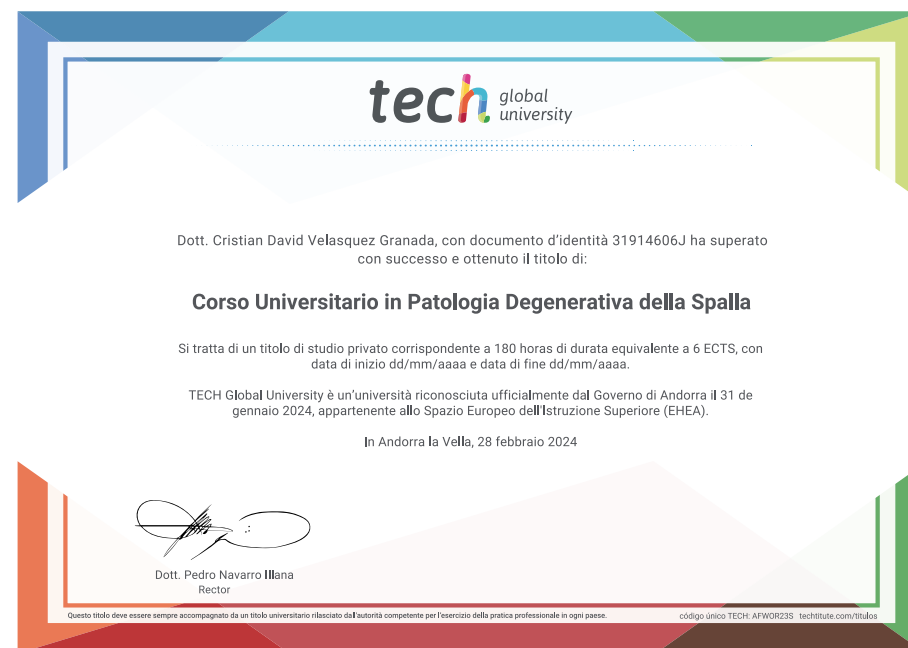 tech global university
Dott. Cristian David Velasquez Granada, con documento d'identità 31914606J ha superato
con successo e ottenuto il titolo di:
Corso Universitario in Patologia Degenerativa della Spalla
Si tratta di un titolo di studio privato corrispondente a 180 horas di durata equivalente a 6 ECTS, con
data di inizio dd/mm/aaaa e data di fine dd/mm/aaaa.
TECH Global University è un'università riconosciuta ufficialmente dal Governo di Andorra il 31 de
gennaio 2024, appartenente allo Spazio Europeo dell'Istruzione Superiore (EHEA).
In Andorra la Vella, 28 febbraio 2024
Dott. Pedro Navarro Illana
Rector
Questo titolo deve essere sempre accompagnato da un titolo universitario rilasciato dall'autorità competente per l'esercizio della pratica professionale in ogni paese.
código único TECH: AFWOR23S techtitute.com/titulos